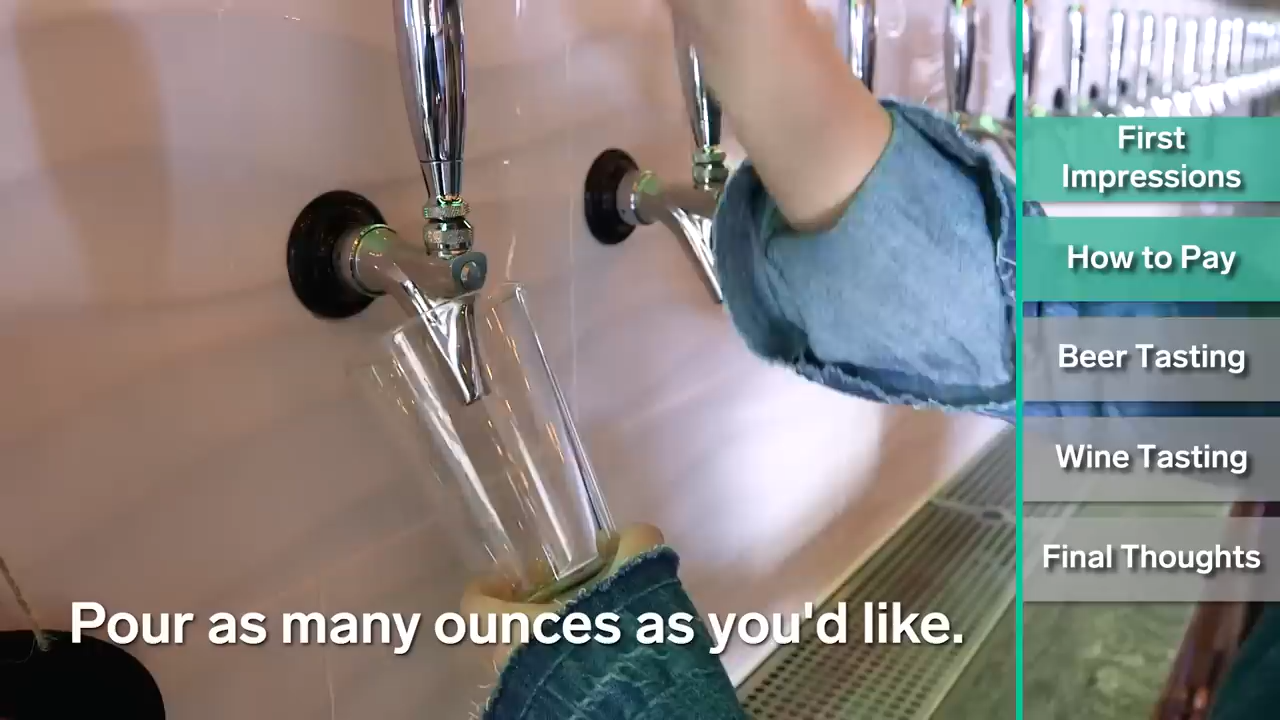 First
Impressions
How to Pay
Beer Tasting
Wine Tasting
Final Thoughts
Pour as many ounces as you'd like.